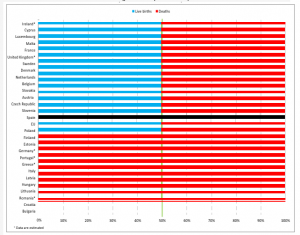 Live births Deaths
Ireland*
Cyprus
Luxembourg
Malta
France
United Kingdom*
Sweden
Denmark
Netherlands
Belgium
Slovakia
Austria
Czech Republic
Slovenia
Spain
EU
Poland
Finland
Estonia
Germany*
Portugal*
Greece*
Italy
Latvia
Hungary
Lithuania
Romania*
Croatia
Bulgaria
0% 10% 20% 30% 40% 50% 60% 70% 80% 90% 100%
* Data are estimated